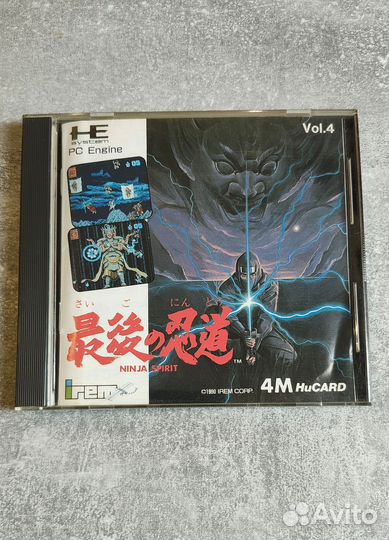 HE
system
PC Engine
Vol.4
さい ご にん どう
最後の忍道
NINJA SPIRIT
TM
irem
©1990 IREM CORP.
4M HuCARD
Avito